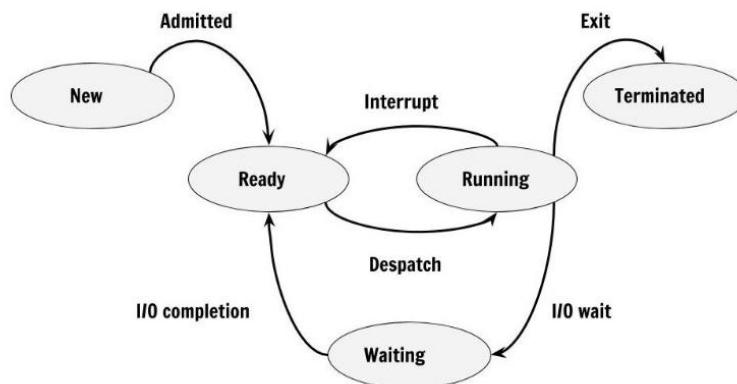 Admitted
Exit
New
Terminated
Interrupt
Ready
Running
Despatch
I/O completion
I/O wait
Waiting